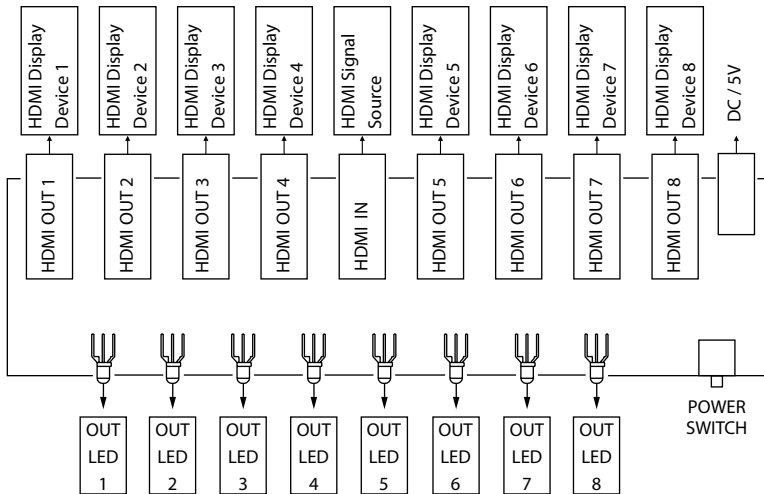 HDMI Display
Device 1
HDMI Display
Device 2
HDMI Display
Device 3
HDMI Display
Device 4
HDMI Signal
Source
HDMI Display
Device 5
HDMI Display
Device 6
HDMI Display
Device 7
HDMI Display
Device 8
DC / 5V
HDMI OUT 1
HDMI OUT 2
HDMI OUT 3
HDMI OUT 4
HDMI IN
HDMI OUT 5
HDMI OUT 6
HDMI OUT 7
HDMI OUT 8
POWER
SWITCH
OUT
LED
1
OUT
LED
2
OUT
LED
3
OUT
LED
4
OUT
LED
5
OUT
LED
6
OUT
LED
7
OUT
LED
8